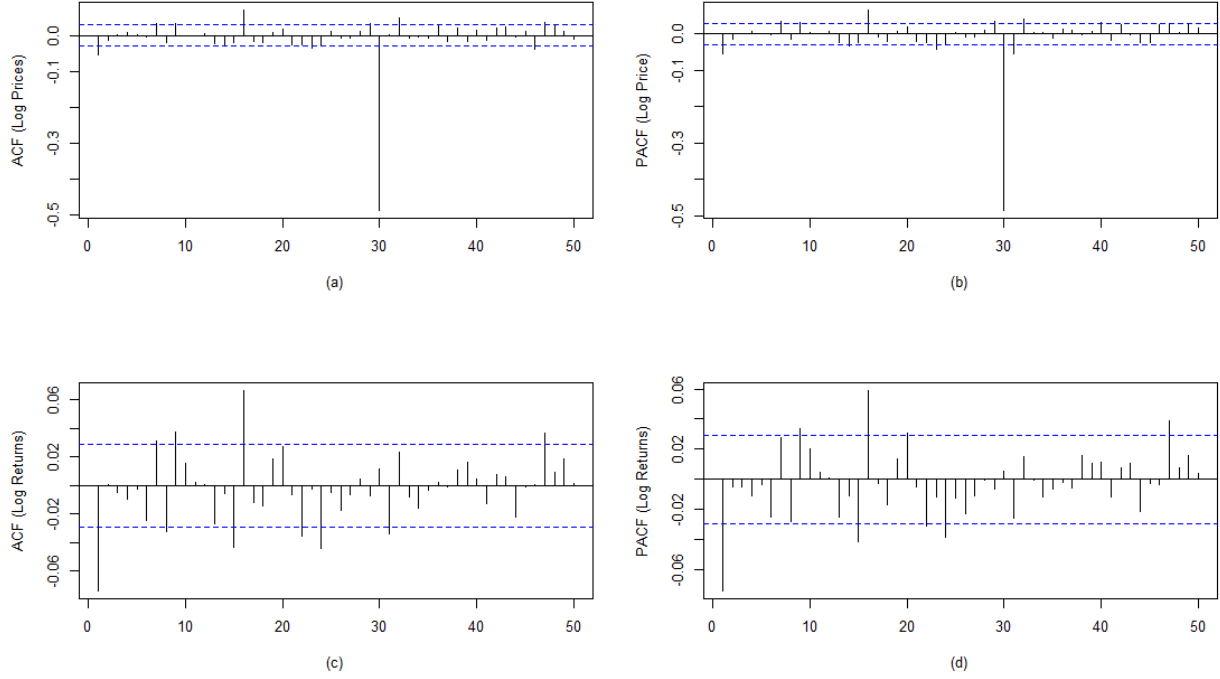 ACF (Log Prices)
0.0
-0.1
-0.3
-0.5
0 10 20 30 40 50
(a)
PACF (Log Price)
0.0
-0.1
-0.3
-0.5
0 10 20 30 40 50
(b)
ACF (Log Returns)
0.06
0.02
-0.02
-0.06
0 10 20 30 40 50
(c)
PACF (Log Returns)
0.06
0.02
-0.02
-0.06
0 10 20 30 40 50
(d)